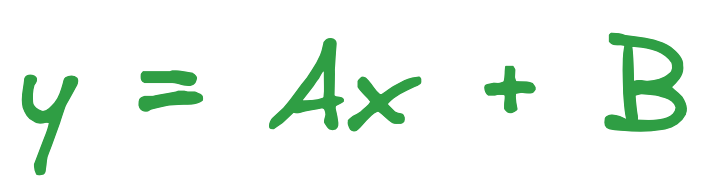 y = Ax + B